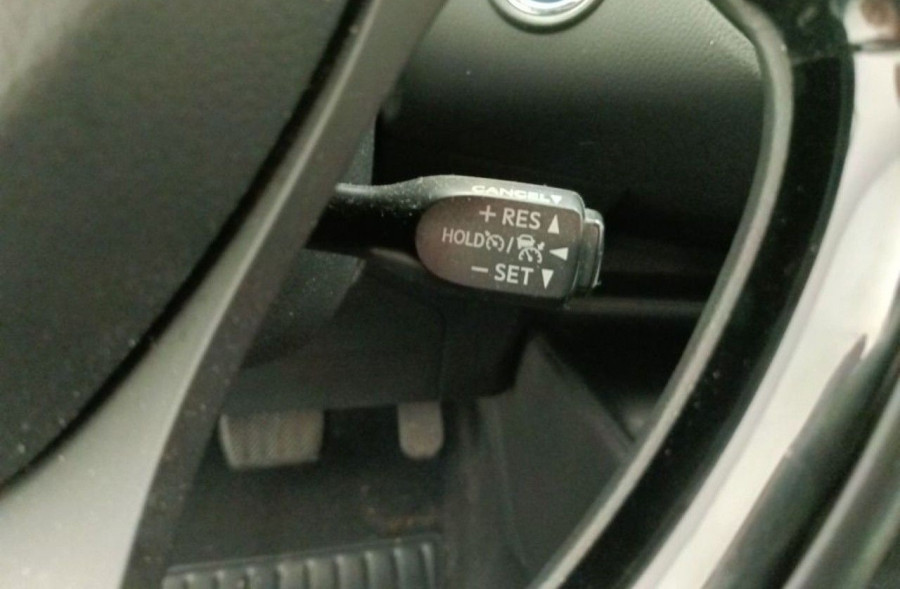 CANCEL▼
+ RES ▲
HOLD / ◀
− SET ▼